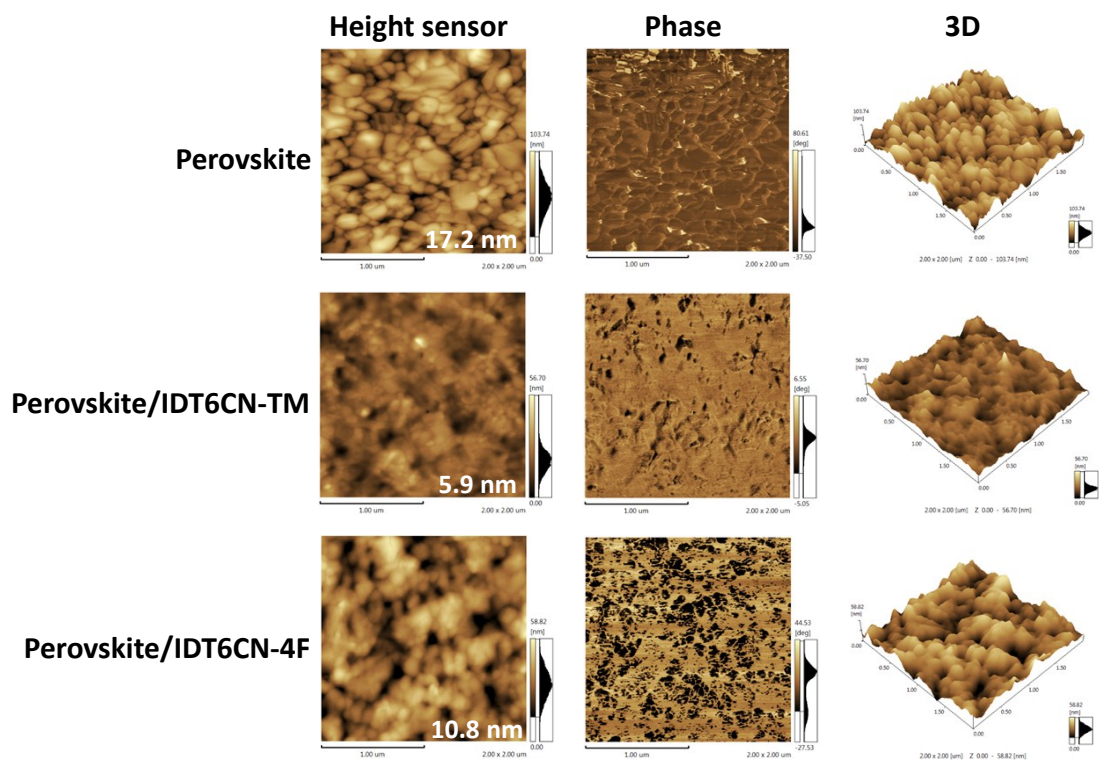 Height sensor Phase 3D
Perovskite
103.74
[nm]
0.00
17.2 nm
1.00 um 2.00 x 2.00 um
80.61
[deg]
-37.50
1.00 um 2.00 x 2.00 um
103.74
[nm]
0.00
0.50
1.00
1.50
0.00
0.50
1.00
1.50
103.74
[nm]
0.00
2.00 x 2.00 [um] Z 0.00 - 103.74 [nm]
Perovskite/IDT6CN-TM
56.70
[nm]
0.00
5.9 nm
1.00 um 2.00 x 2.00 um
6.55
[deg]
-5.05
1.00 um 2.00 x 2.00 um
56.70
[nm]
0.00
0.50
1.00
1.50
0.00
0.50
1.00
1.50
56.70
[nm]
0.00
2.00 x 2.00 [um] Z 0.00 - 56.70 [nm]
Perovskite/IDT6CN-4F
58.82
[nm]
0.00
10.8 nm
1.00 um 2.00 x 2.00 um
44.53
[deg]
-27.53
1.00 um 2.00 x 2.00 um
58.82
[nm]
0.00
0.50
1.00
1.50
0.00
0.50
1.00
1.50
58.82
[nm]
0.00
2.00 x 2.00 [um] Z 0.00 - 58.82 [nm]